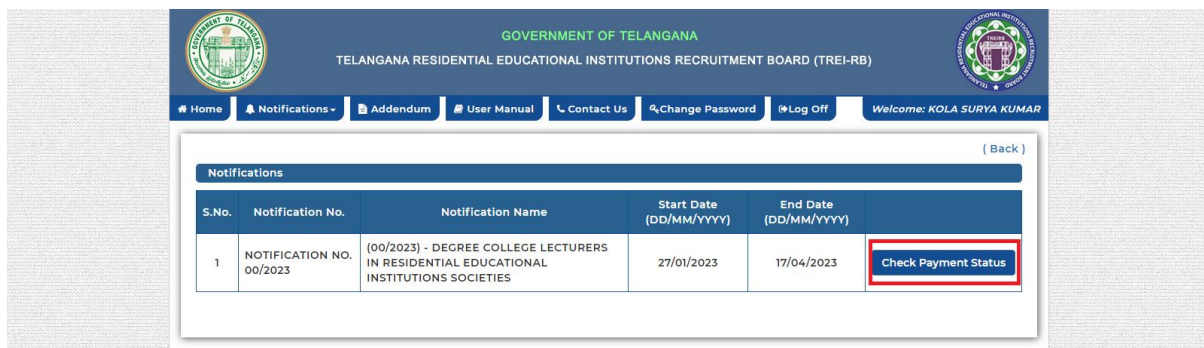 GOVERNMENT OF TELANGANA
TELANGANA RESIDENTIAL EDUCATIONAL INSTITUTIONS RECRUITMENT BOARD (TREI-RB)
Home Notifications Addendum User Manual Contact Us Change Password Log Off Welcome: KOLA SURYA KUMAR
( Back )
Notifications
S.No. Notification No. Notification Name Start Date (DD/MM/YYYY) End Date (DD/MM/YYYY)
1 NOTIFICATION NO. 00/2023 (00/2023) - DEGREE COLLEGE LECTURERS
IN RESIDENTIAL EDUCATIONAL
INSTITUTIONS SOCIETIES 27/01/2023 17/04/2023 Check Payment Status